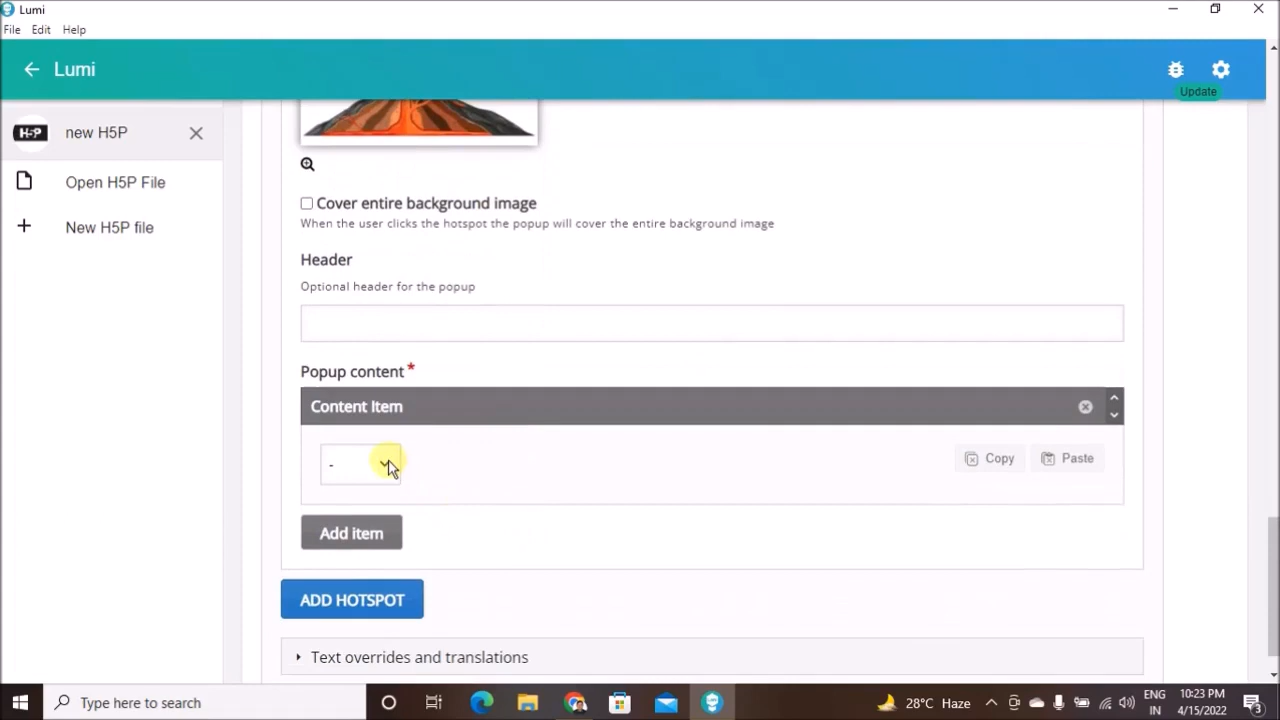 Lumi
File Edit Help
Lumi
Update
H5P new H5P
Open H5P File
New H5P file
Cover entire background image
When the user clicks the hotspot the popup will cover the entire background image
Header
Optional header for the popup
Popup content *
Content Item
-
Copy Paste
Add item
ADD HOTSPOT
Text overrides and translations
Type here to search
28°C Haze
ENG
IN
10:23 PM
4/15/2022
3